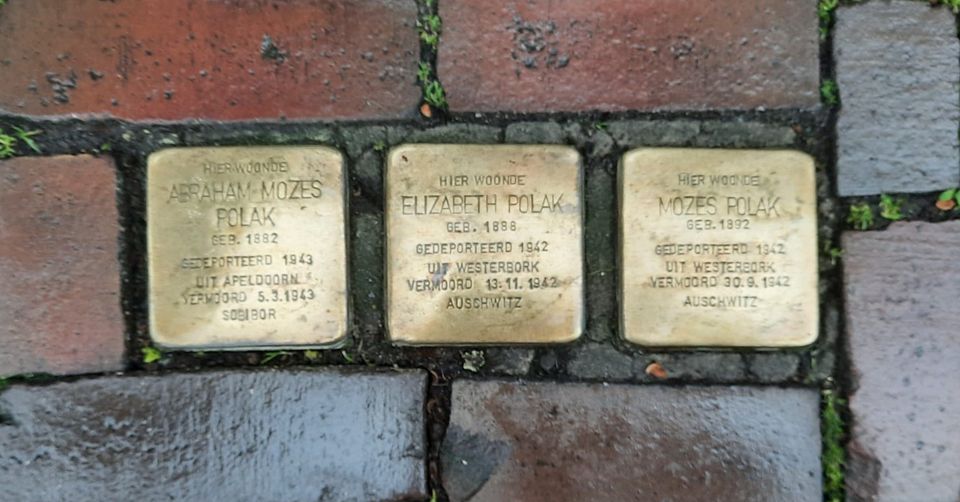 HIER WOONDE
ABRAHAM MOZES
POLAK
GEB. 1882
GEDEPORTEERD 1943
UIT APELDOORN
VERMOORD 5.3.1943
SOBIBOR
HIER WOONDE
ELIZABETH POLAK
GEB. 1888
GEDEPORTEERD 1942
UIT WESTERBORK
VERMOORD 13.11.1942
AUSCHWITZ
HIER WOONDE
MOZES POLAK
GEB. 1892
GEDEPORTEERD 1942
UIT WESTERBORK
VERMOORD 30.9.1942
AUSCHWITZ